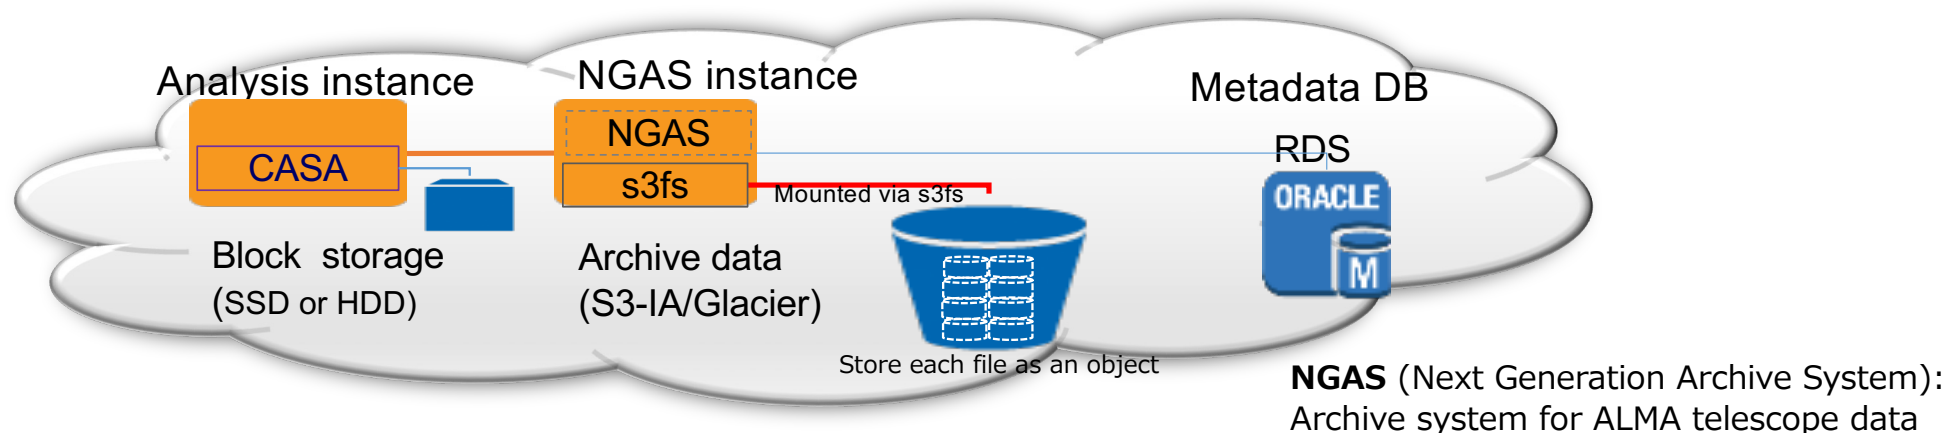 Analysis instance
NGAS instance
Metadata DB
CASA
NGAS
s3fs
Mounted via s3fs
RDS
ORACLE
M
Block storage
(SSD or HDD)
Archive data
(S3-IA/Glacier)
Store each file as an object
NGAS (Next Generation Archive System):
Archive system for ALMA telescope data